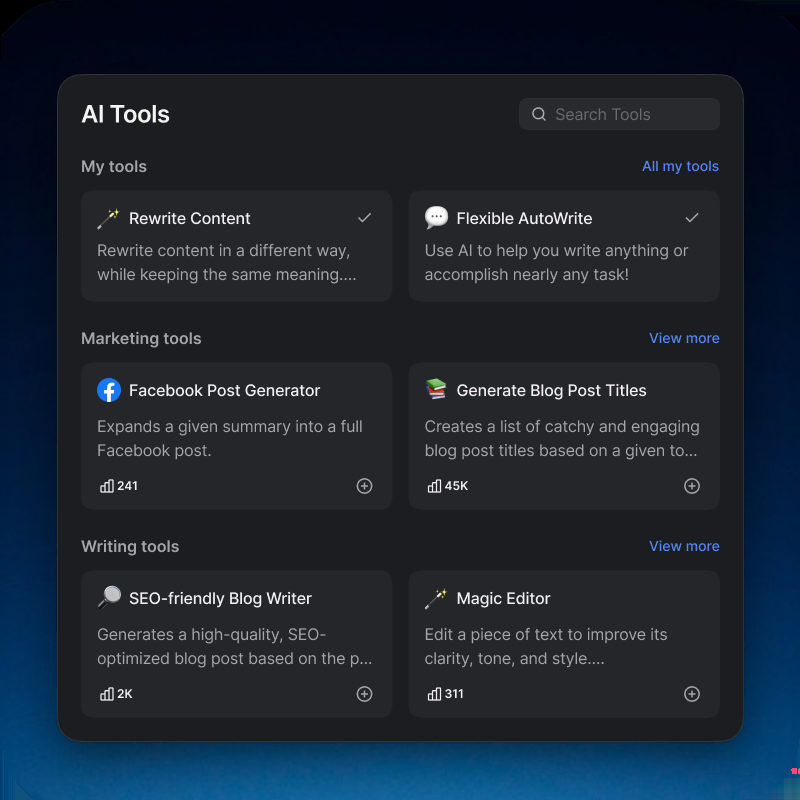 AI Tools
Search Tools
My tools
All my tools
Rewrite Content
Rewrite content in a different way,
while keeping the same meaning....
Flexible AutoWrite
Use AI to help you write anything or
accomplish nearly any task!
Marketing tools
View more
Facebook Post Generator
Expands a given summary into a full
Facebook post.
241
Generate Blog Post Titles
Creates a list of catchy and engaging
blog post titles based on a given to...
45K
Writing tools
View more
SEO-friendly Blog Writer
Generates a high-quality, SEO-
optimized blog post based on the p...
2K
Magic Editor
Edit a piece of text to improve its
clarity, tone, and style....
311